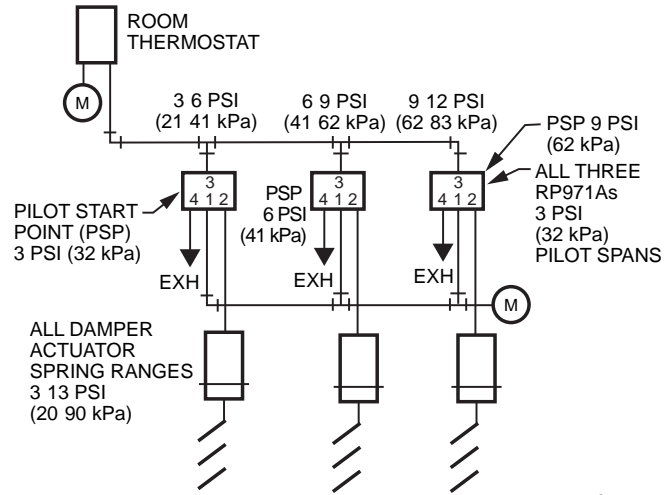 ROOM
THERMOSTAT
M
3 6 PSI
(21 41 kPa)
6 9 PSI
(41 62 kPa)
9 12 PSI
(62 83 kPa)
PSP 9 PSI
(62 kPa)
ALL THREE
RP971As
3 PSI
(32 kPa)
PILOT SPANS
3
4 1 2
3
4 1 2
3
4 1 2
PILOT START
POINT (PSP)
3 PSI (32 kPa)
PSP
6 PSI
(41 kPa)
EXH
EXH
EXH
M
ALL DAMPER
ACTUATOR
SPRING RANGES
3 13 PSI
(20 90 kPa)